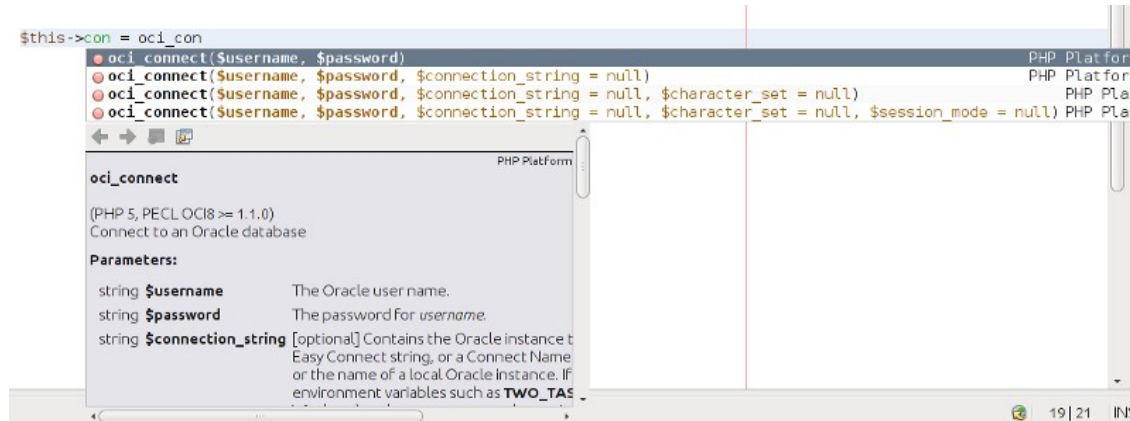 $this->con = oci_con
oci_connect($username, $password) PHP Platfor
oci_connect($username, $password, $connection_string = null) PHP Platfor
oci_connect($username, $password, $connection_string = null, $character_set = null) PHP Pla
oci_connect($username, $password, $connection_string = null, $character_set = null, $session_mode = null) PHP Pla
PHP Platform
oci_connect
(PHP 5, PECL OCI8 >= 1.1.0)
Connect to an Oracle database
Parameters:
string $username The Oracle user name.
string $password The password for username.
string $connection_string [optional] Contains the Oracle instance t
Easy Connect string, or a Connect Name
or the name of a local Oracle instance. If
environment variables such as TWO_TAS
19|21 INS